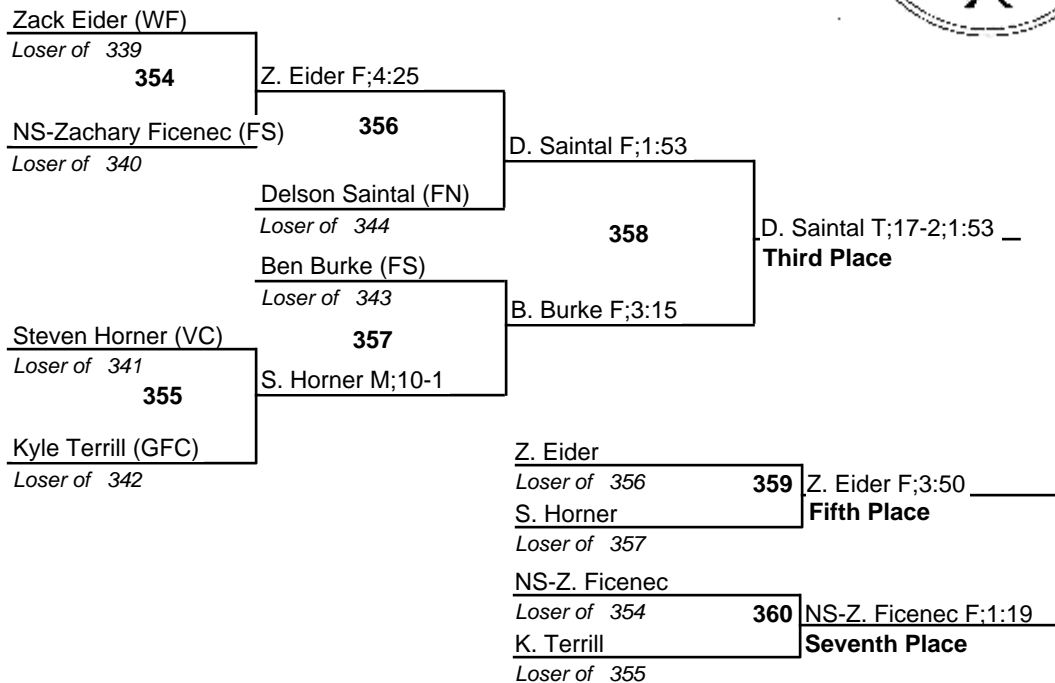 Zack Eider (WF)
Loser of 339
354
Z. Eider F;4:25
NS-Zachary Ficenec (FS)
Loser of 340
356
D. Saintal F;1:53
Delson Saintal (FN)
Loser of 344
358
D. Saintal T;17-2;1:53
Third Place
Ben Burke (FS)
Loser of 343
B. Burke F;3:15
Steven Horner (VC)
Loser of 341
357
355
S. Horner M;10-1
Kyle Terrill (GFC)
Loser of 342
Z. Eider
Loser of 356
359
Z. Eider F;3:50
Fifth Place
S. Horner
Loser of 357
NS-Z. Ficenec
Loser of 354
360
NS-Z. Ficenec F;1:19
Seventh Place
K. Terrill
Loser of 355